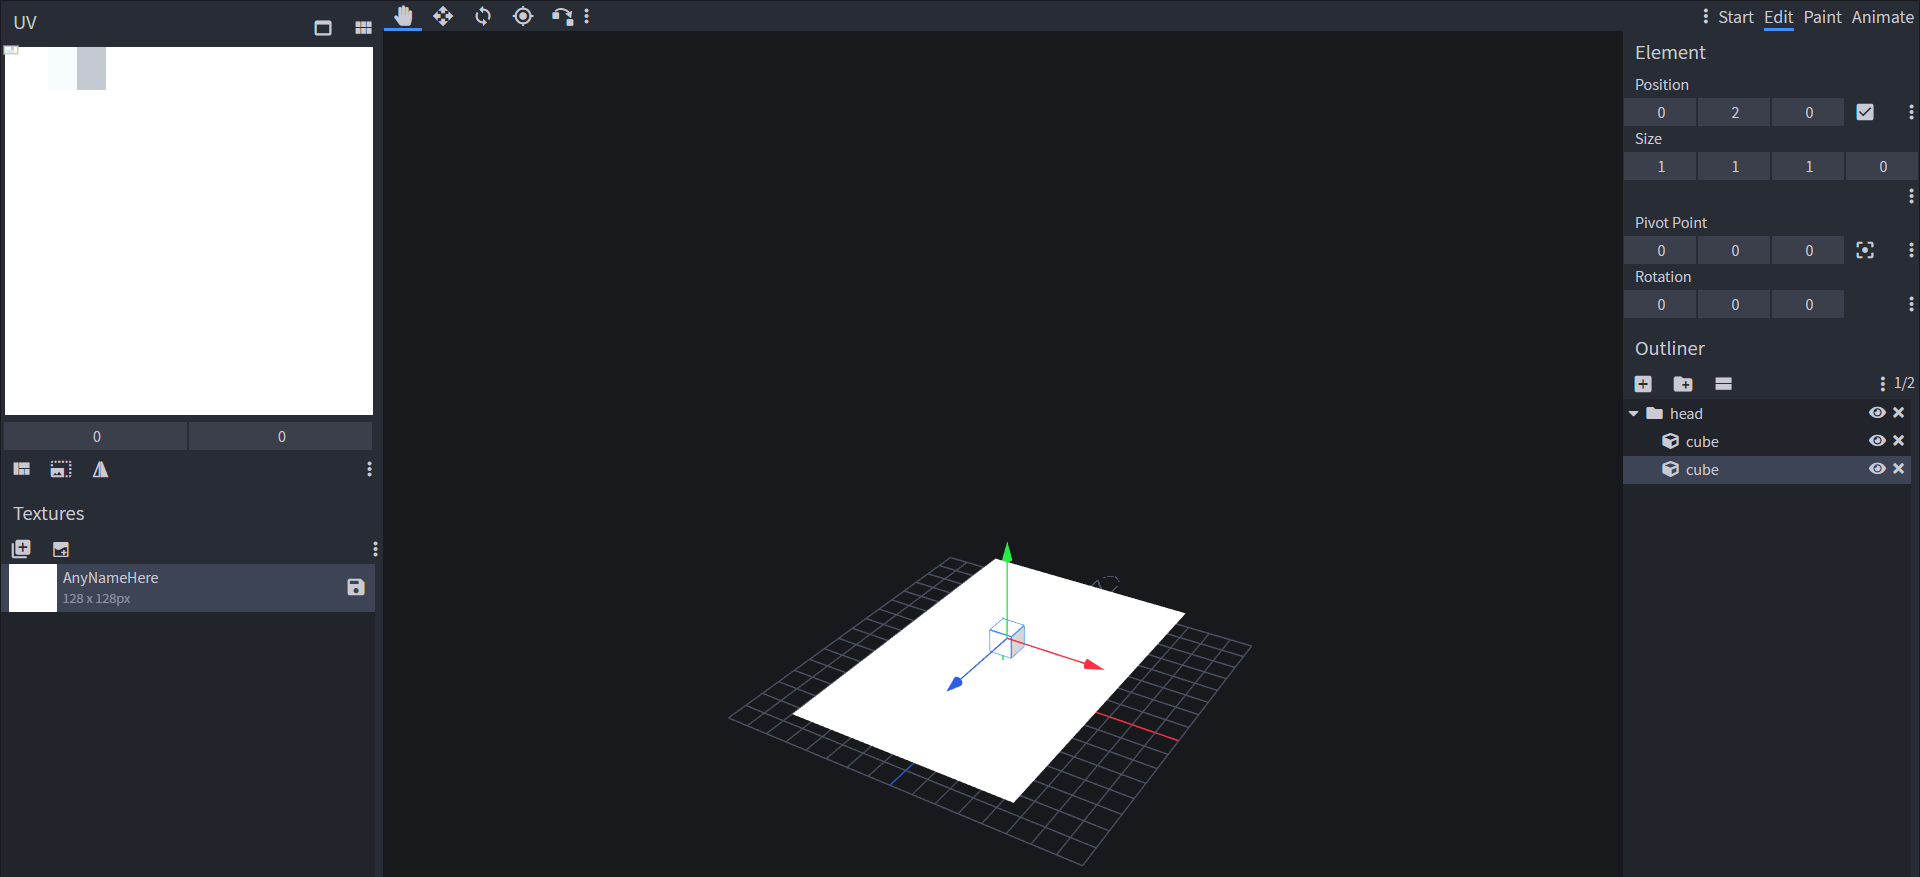 UV
Start Edit Paint Animate
Element
Position
0 2 0
Size
1 1 1 0
Pivot Point
0 0 0
Rotation
0 0 0
Outliner
1/2
head
cube
cube
0 0
Textures
AnyNameHere
128 x 128px